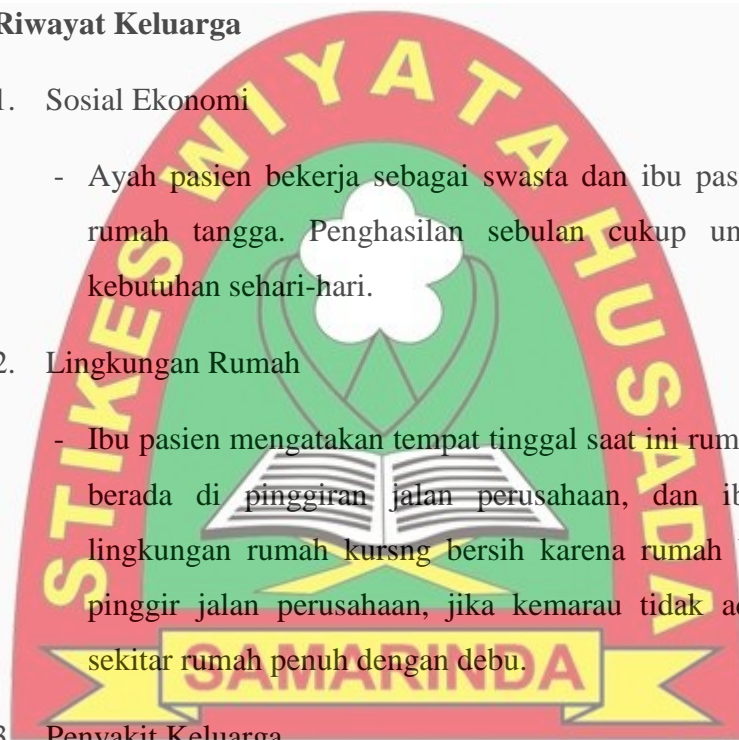 Riwayat Keluarga
1. Sosial Ekonomi
- Ayah pasien bekerja sebagai swasta dan ibu pas
rumah tangga. Penghasilan sebulan cukup un
kebutuhan sehari-hari.
2. Lingkungan Rumah
- Ibu pasien mengatakan tempat tinggal saat ini rum
berada di pinggiran jalan perusahaan, dan ib
lingkungan rumah kursng bersih karena rumah
pinggir jalan perusahaan, jika kemarau tidak ad
sekitar rumah penuh dengan debu.
3. Penyakit Keluarga
STIKES WIYATA HUSADA
SAMARINDA